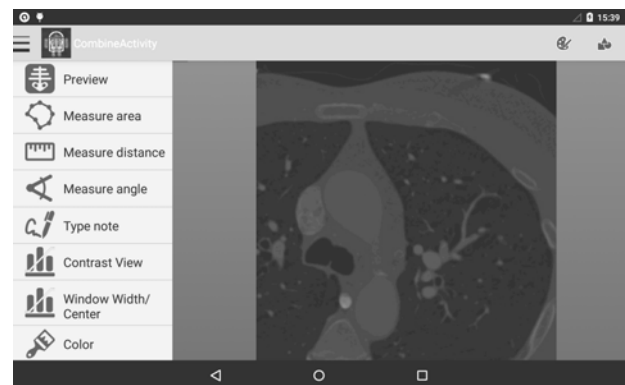 15:39
CombineActivity
Preview
Measure area
Measure distance
Measure angle
Type note
Contrast View
Window Width/
Center
Color